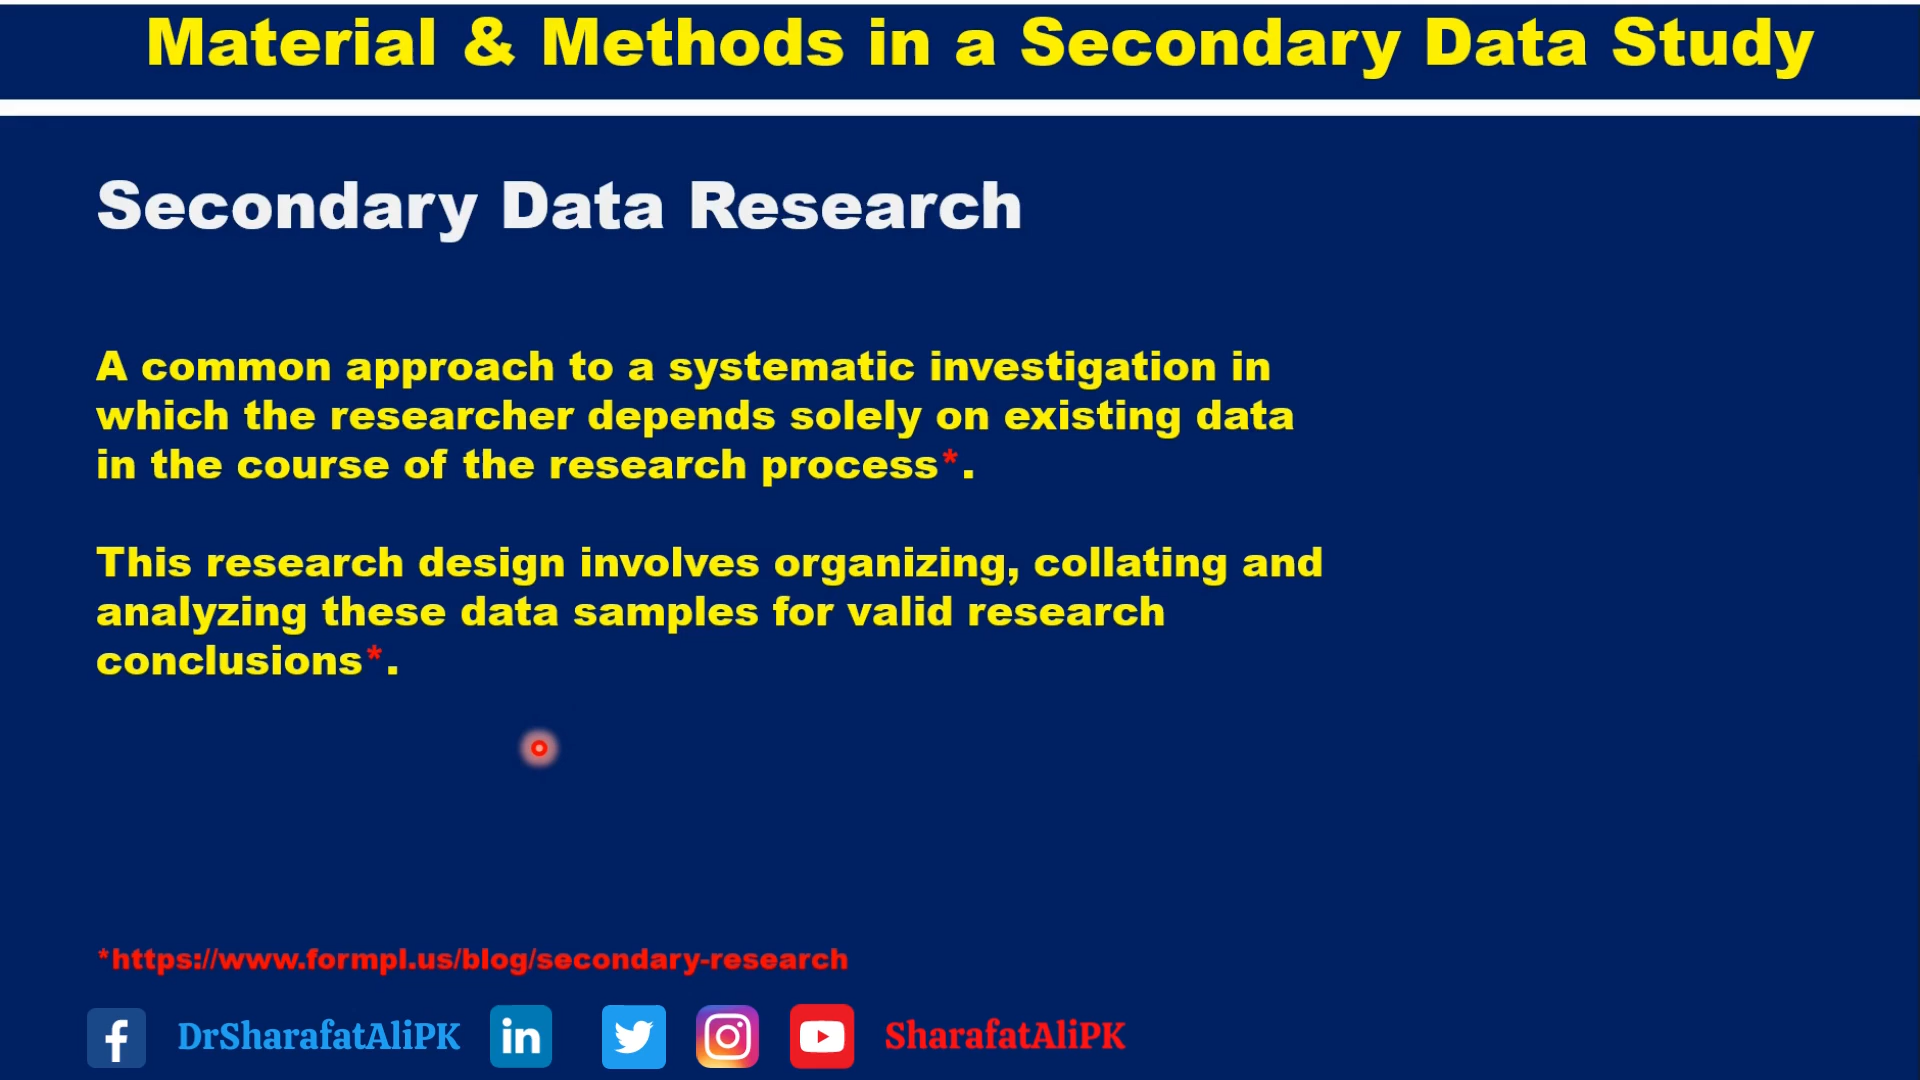 Material & Methods in a Secondary Data Study
Secondary Data Research
A common approach to a systematic investigation in
which the researcher depends solely on existing data
in the course of the research process*.
This research design involves organizing, collating and
analyzing these data samples for valid research
conclusions*.
*https://www.formpl.us/blog/secondary-research
DrSharafatAliPK SharafatAliPK